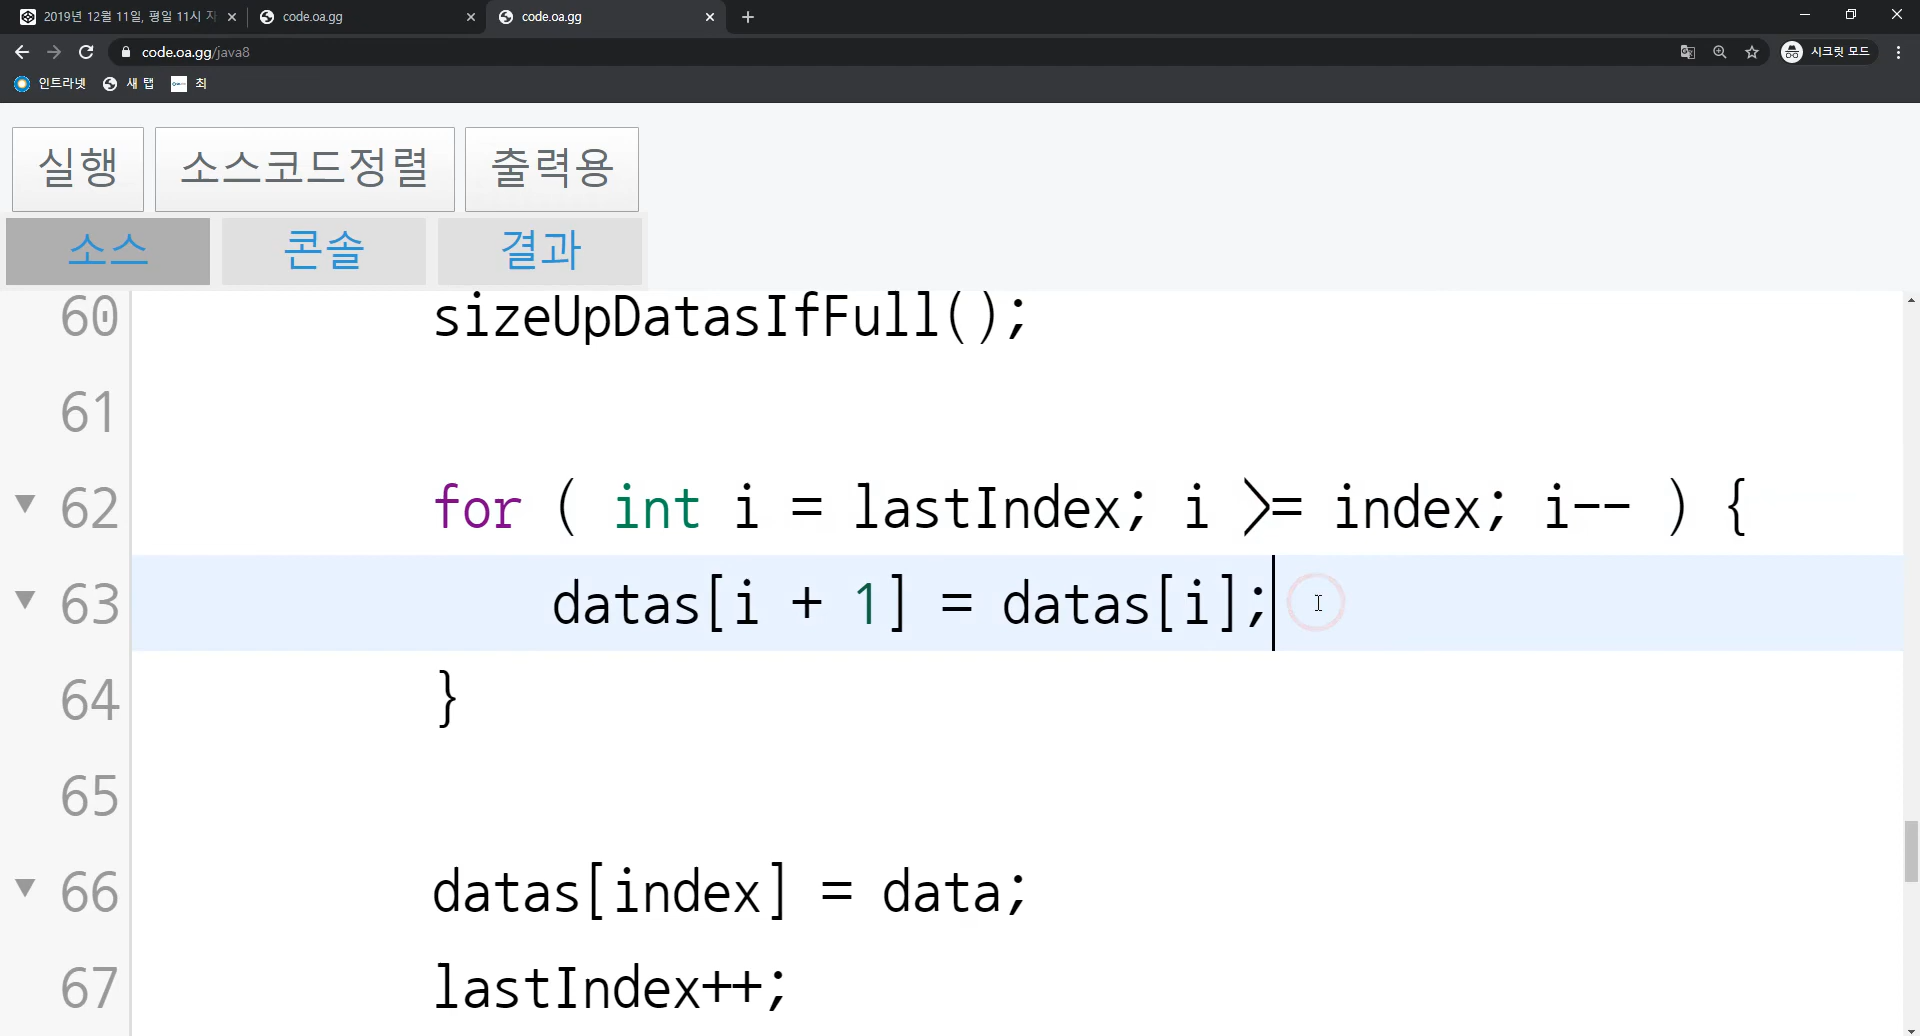 2019년 12월 11일, 평일 11시 자
code.oa.gg
code.oa.gg
code.oa.gg/java8
시크릿 모드
인트라넷
새 탭
최
실행
소스코드정렬
출력용
소스
콘솔
결과
60 sizeUpDatasIfFull();
61
62 for ( int i = lastIndex; i >= index; i-- ) {
63 datas[i + 1] = datas[i];
64 }
65
66 datas[index] = data;
67 lastIndex++;